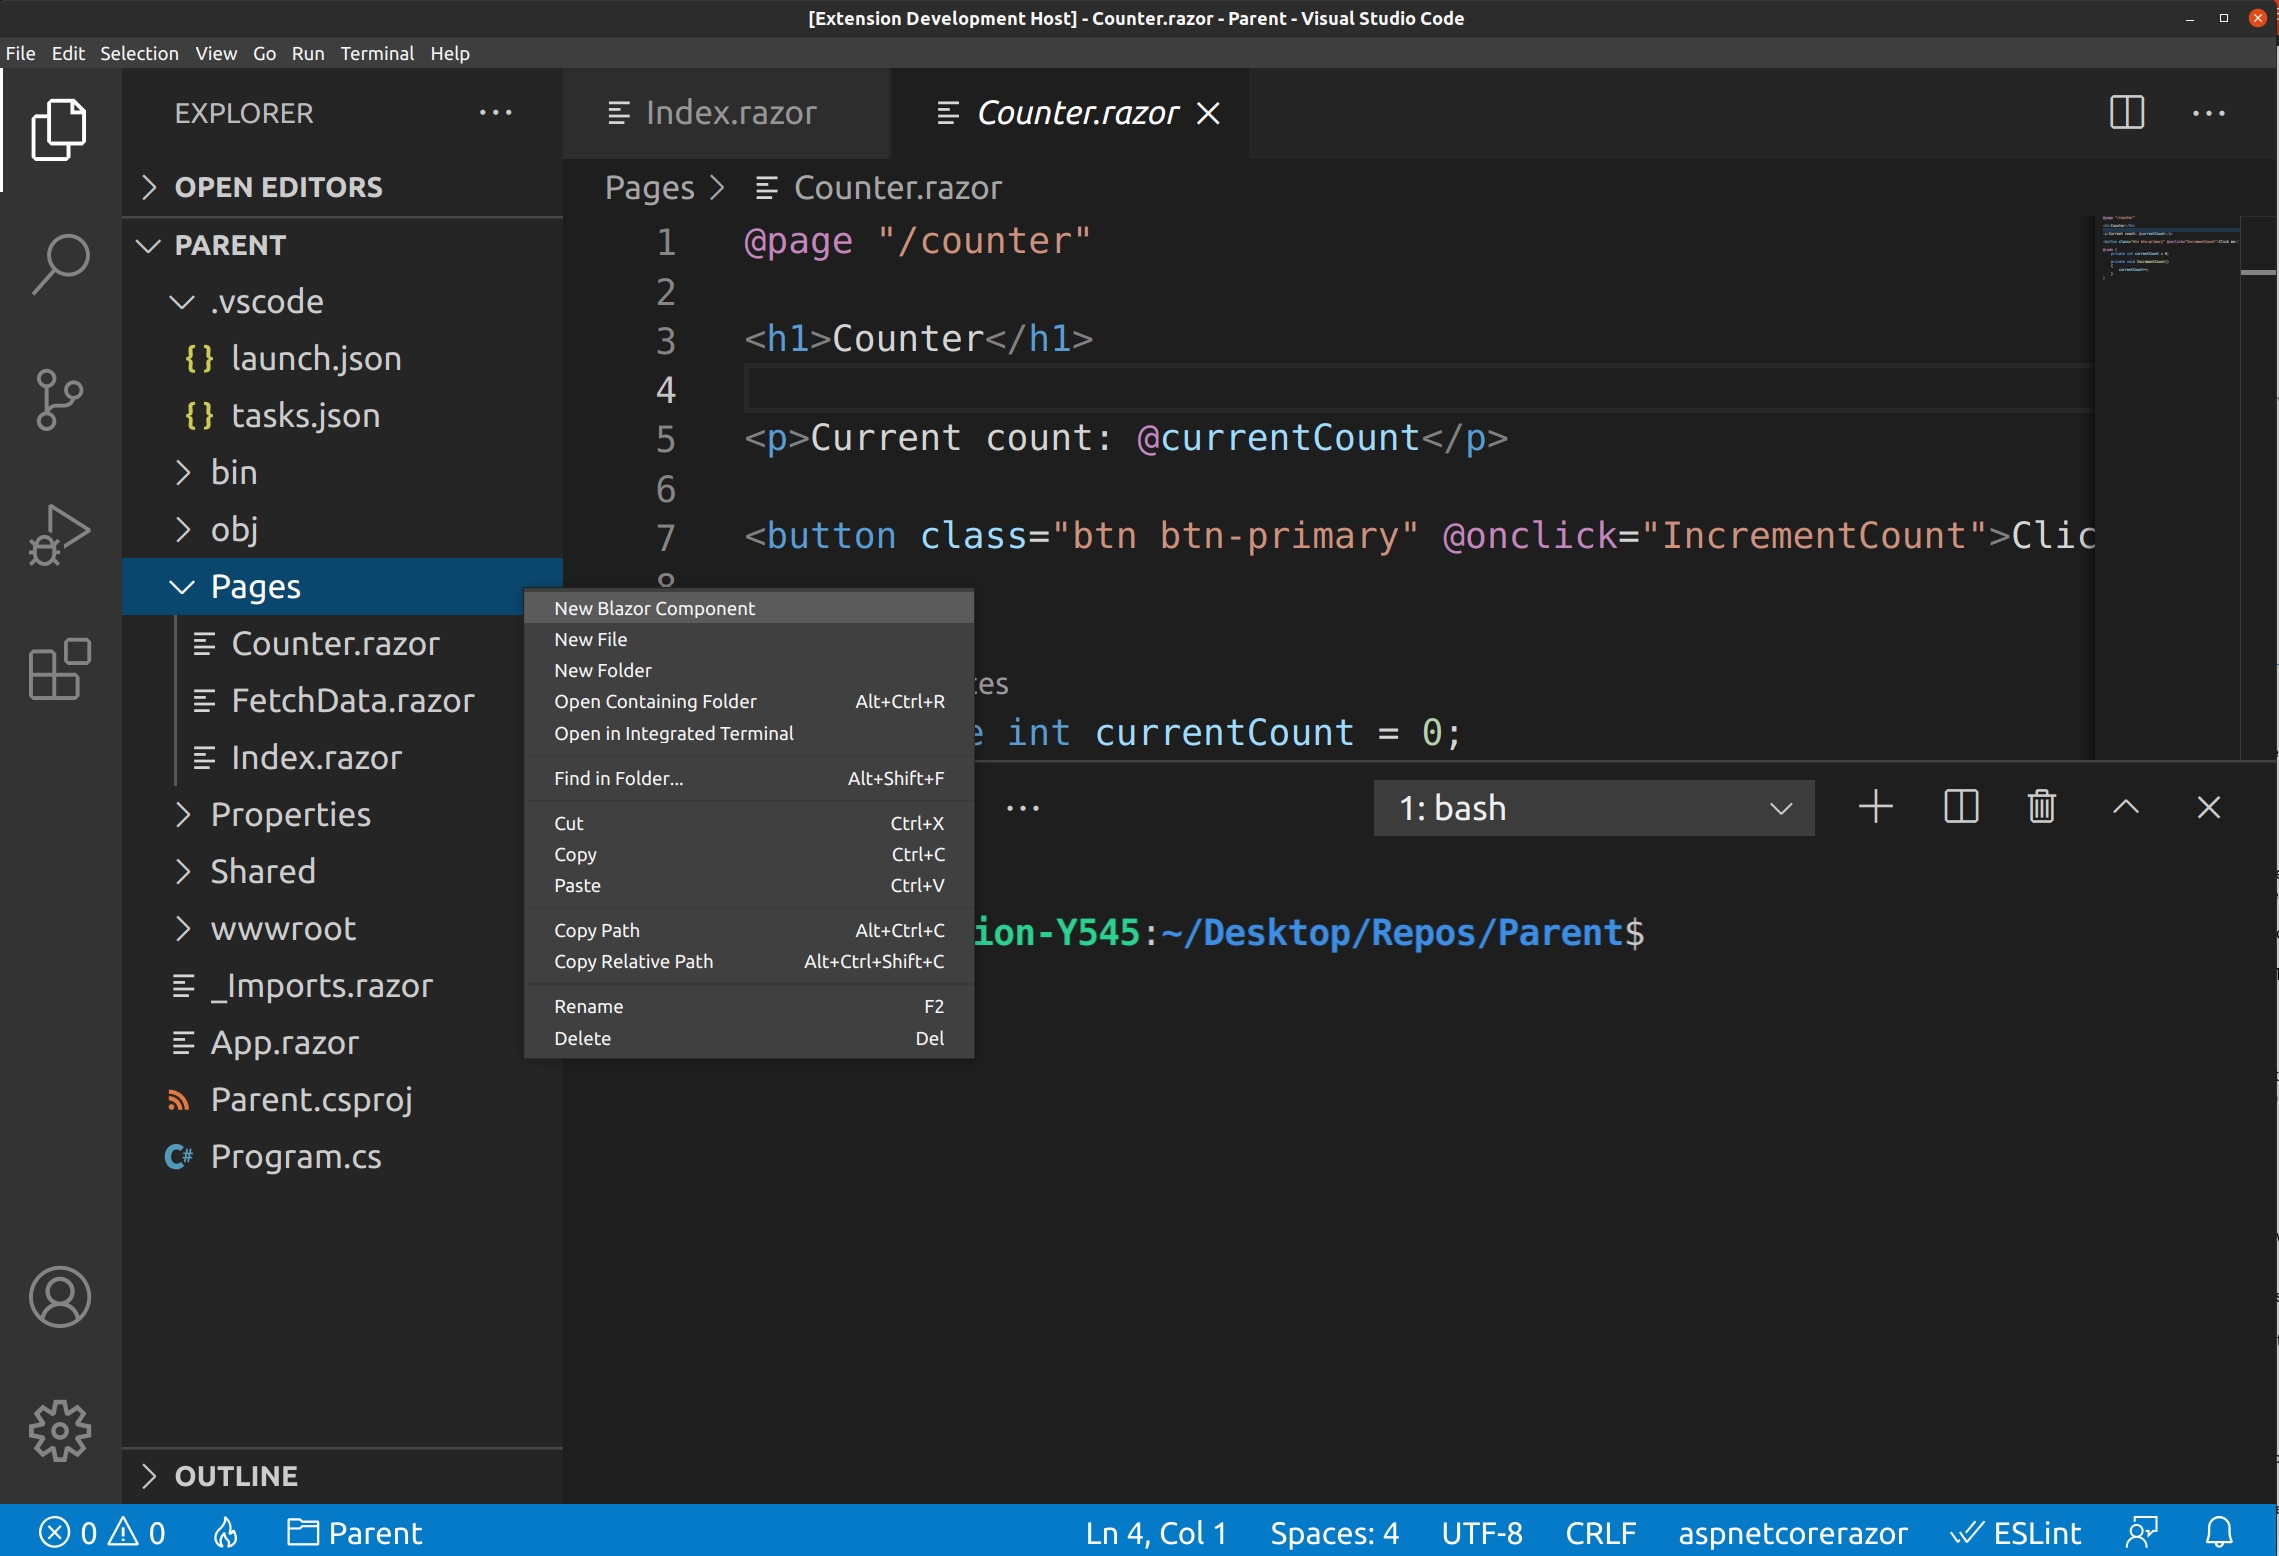 [Extension Development Host] - Counter.razor - Parent - Visual Studio Code
File Edit Selection View Go Run Terminal Help
EXPLORER
OPEN EDITORS
PARENT
.vscode
launch.json
tasks.json
bin
obj
Pages
Counter.razor
FetchData.razor
Index.razor
Properties
Shared
wwwroot
_Imports.razor
App.razor
Parent.csproj
Program.cs
OUTLINE
Index.razor
Counter.razor
Pages > Counter.razor
1 @page "/counter"
2
3 <h1>Counter</h1>
4
5 <p>Current count: @currentCount</p>
6
7 <button class="btn btn-primary" @onclick="IncrementCount">Clic
8
int currentCount = 0;
New Blazor Component
New File
New Folder
Open Containing Folder Alt+Ctrl+R
Open in Integrated Terminal
Find in Folder... Alt+Shift+F
Cut Ctrl+X
Copy Ctrl+C
Paste Ctrl+V
Copy Path Alt+Ctrl+C
Copy Relative Path Alt+Ctrl+Shift+C
Rename F2
Delete Del
1: bash
ion-Y545:~/Desktop/Repos/Parent$
0 0 Parent
Ln 4, Col 1 Spaces: 4 UTF-8 CRLF aspnetcorerazor ESLint